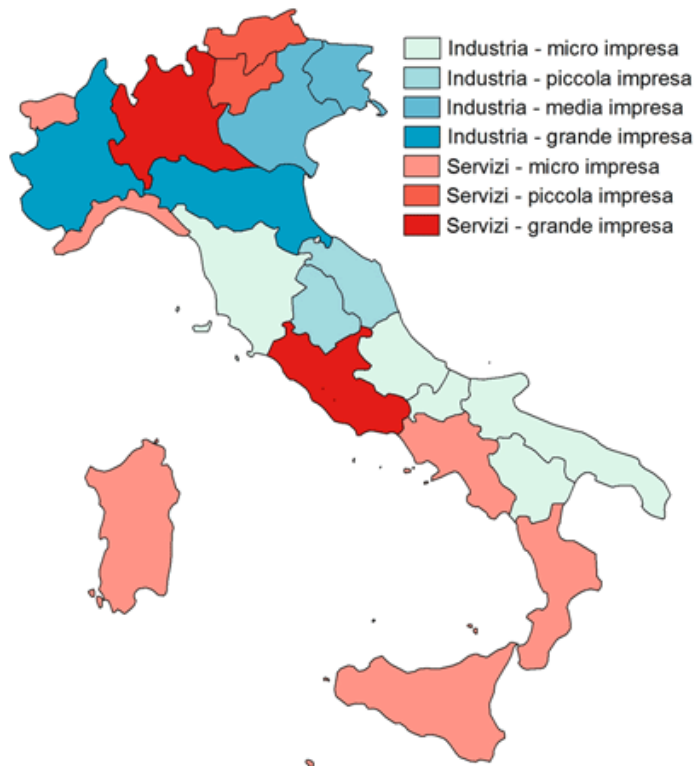 Industria - micro impresa
Industria - piccola impresa
Industria - media impresa
Industria - grande impresa
Servizi - micro impresa
Servizi - piccola impresa
Servizi - grande impresa